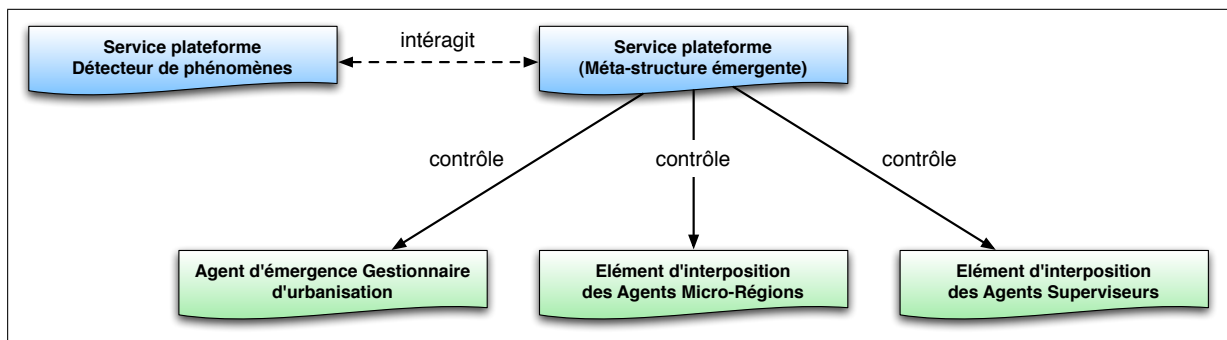 Service plateforme
Détecteur de phénomènes
intéragit
Service plateforme
(Méta-structure émergente)
contrôle
contrôle
contrôle
Agent d'émergence Gestionnaire
d'urbanisation
Elément d'interposition
des Agents Micro-Régions
Elément d'interposition
des Agents Superviseurs